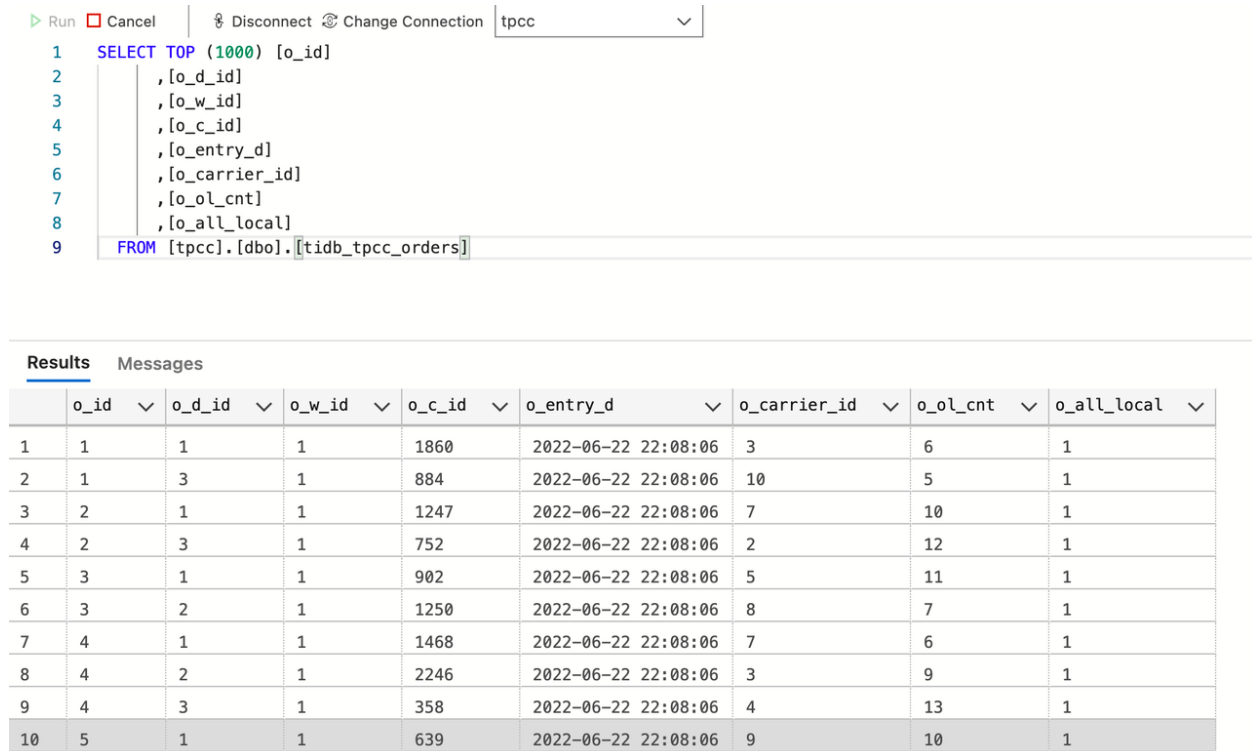 Run Cancel Disconnect Change Connection tpcc
1 SELECT TOP (1000) [o_id]
2 ,[o_d_id]
3 ,[o_w_id]
4 ,[o_c_id]
5 ,[o_entry_d]
6 ,[o_carrier_id]
7 ,[o_ol_cnt]
8 ,[o_all_local]
9 FROM [tpcc].[dbo].[tidb_tpcc_orders]
Results Messages
o_id o_d_id o_w_id o_c_id o_entry_d o_carrier_id o_ol_cnt o_all_local
1 1 1 1 1860 2022-06-22 22:08:06 3 6 1
2 1 3 1 884 2022-06-22 22:08:06 10 5 1
3 2 1 1 1247 2022-06-22 22:08:06 7 10 1
4 2 3 1 752 2022-06-22 22:08:06 2 12 1
5 3 1 1 902 2022-06-22 22:08:06 5 11 1
6 3 2 1 1250 2022-06-22 22:08:06 8 7 1
7 4 1 1 1468 2022-06-22 22:08:06 7 6 1
8 4 2 1 2246 2022-06-22 22:08:06 3 9 1
9 4 3 1 358 2022-06-22 22:08:06 4 13 1
10 5 1 1 639 2022-06-22 22:08:06 9 10 1